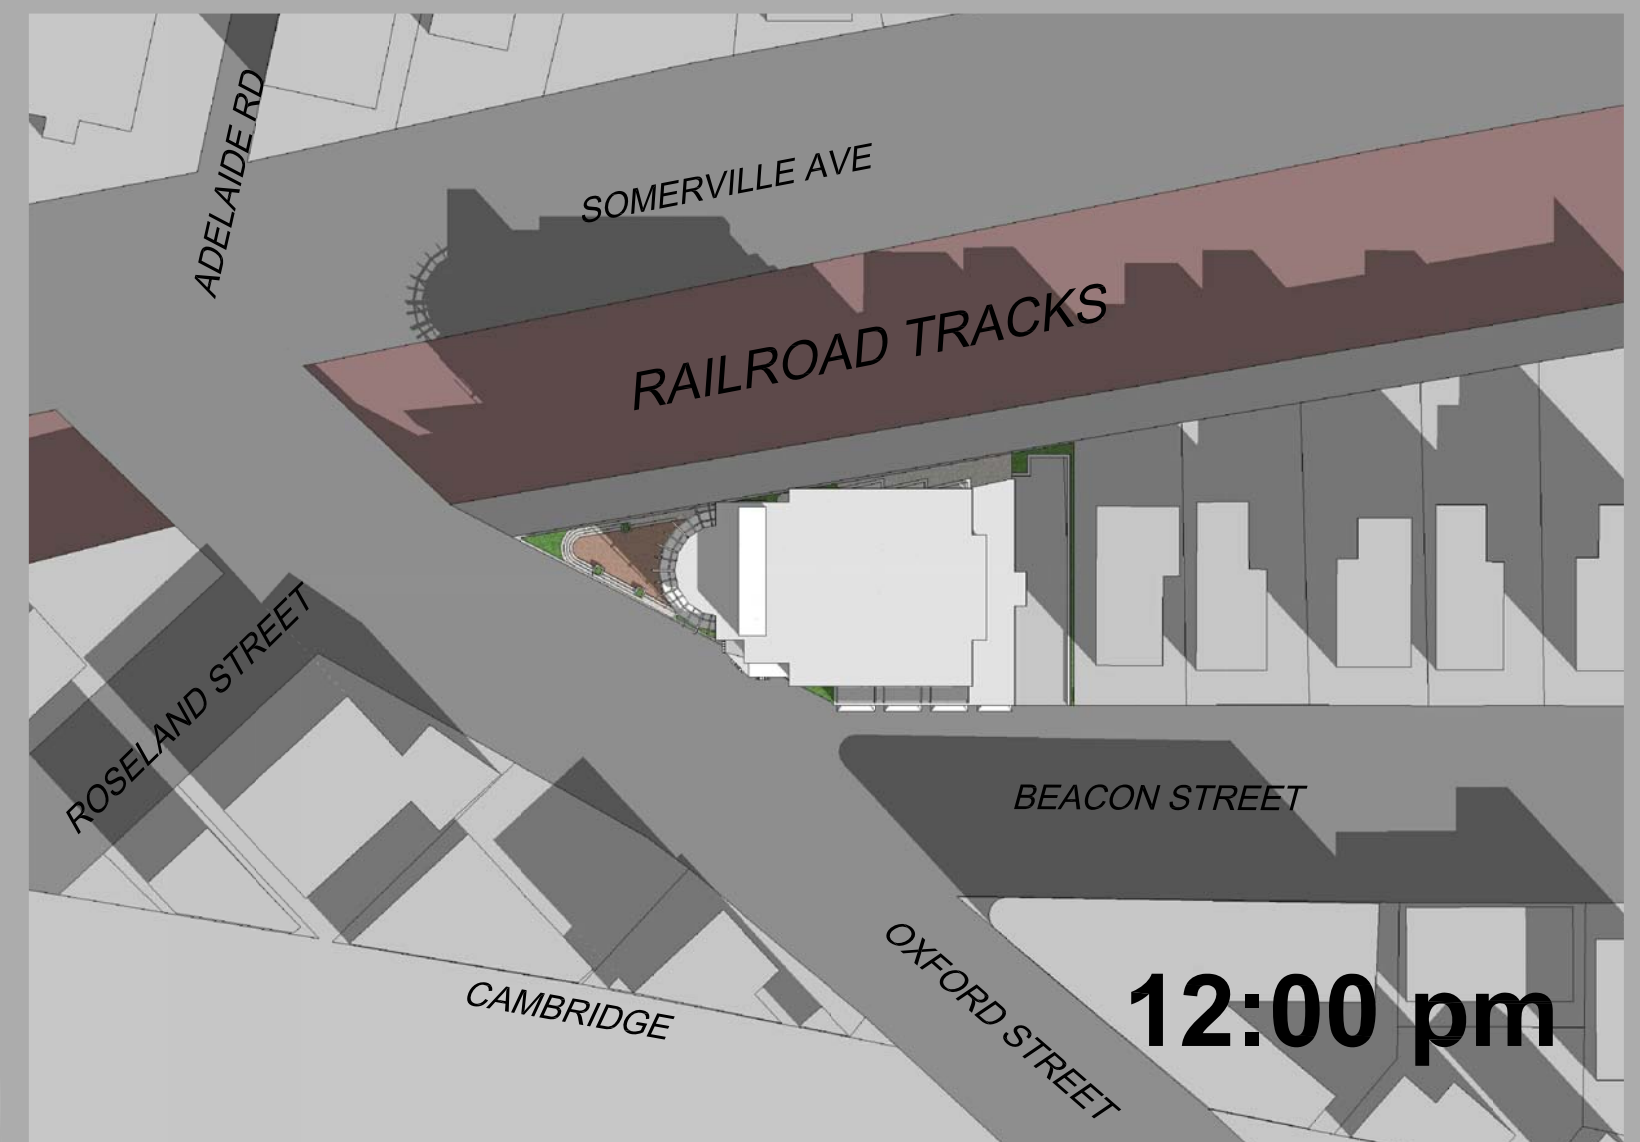 ADELAIDE RD
SOMERVILLE AVE
RAILROAD TRACKS
ROSELAND STREET
BEACON STREET
OXFORD STREET
CAMBRIDGE
12:00 pm